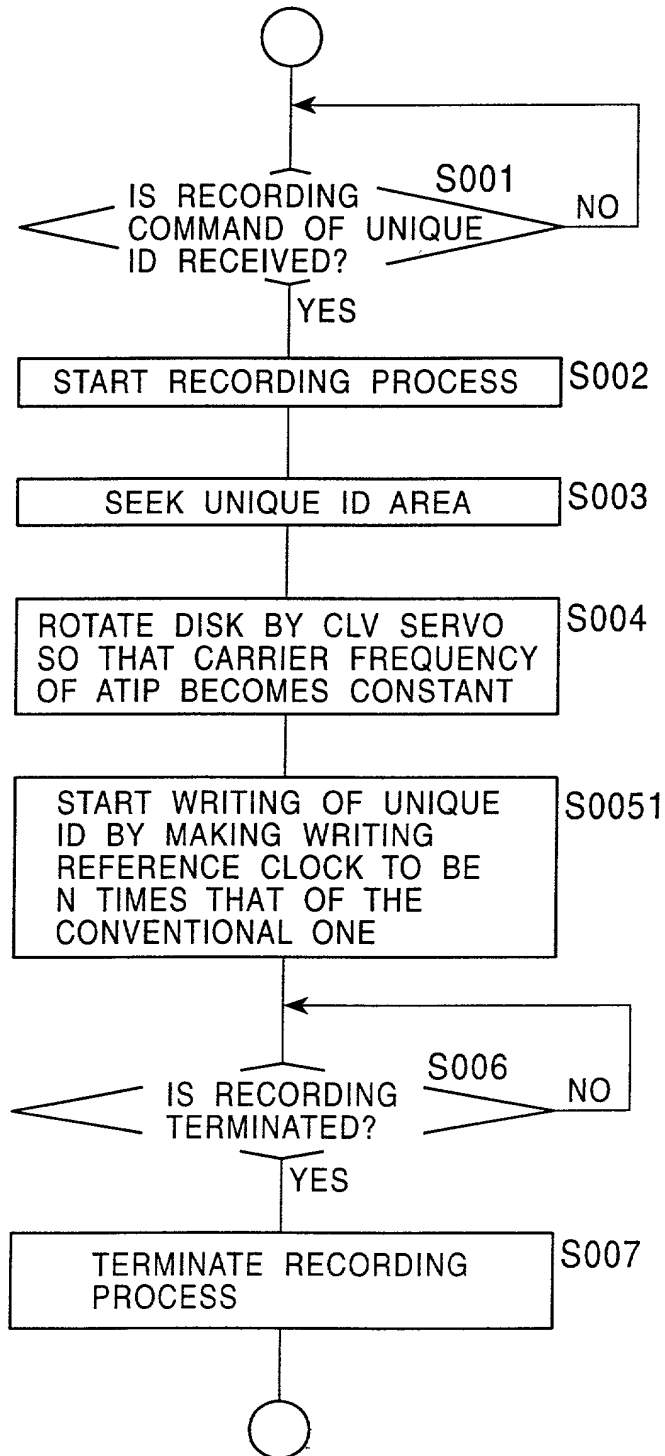 S001
IS RECORDING
COMMAND OF UNIQUE
ID RECEIVED?
NO
YES
START RECORDING PROCESS
S002
SEEK UNIQUE ID AREA
S003
ROTATE DISK BY CLV SERVO
SO THAT CARRIER FREQUENCY
OF ATIP BECOMES CONSTANT
S004
START WRITING OF UNIQUE
ID BY MAKING WRITING
REFERENCE CLOCK TO BE
N TIMES THAT OF THE
CONVENTIONAL ONE
S0051
S006
IS RECORDING
TERMINATED?
NO
YES
TERMINATE RECORDING
PROCESS
S007